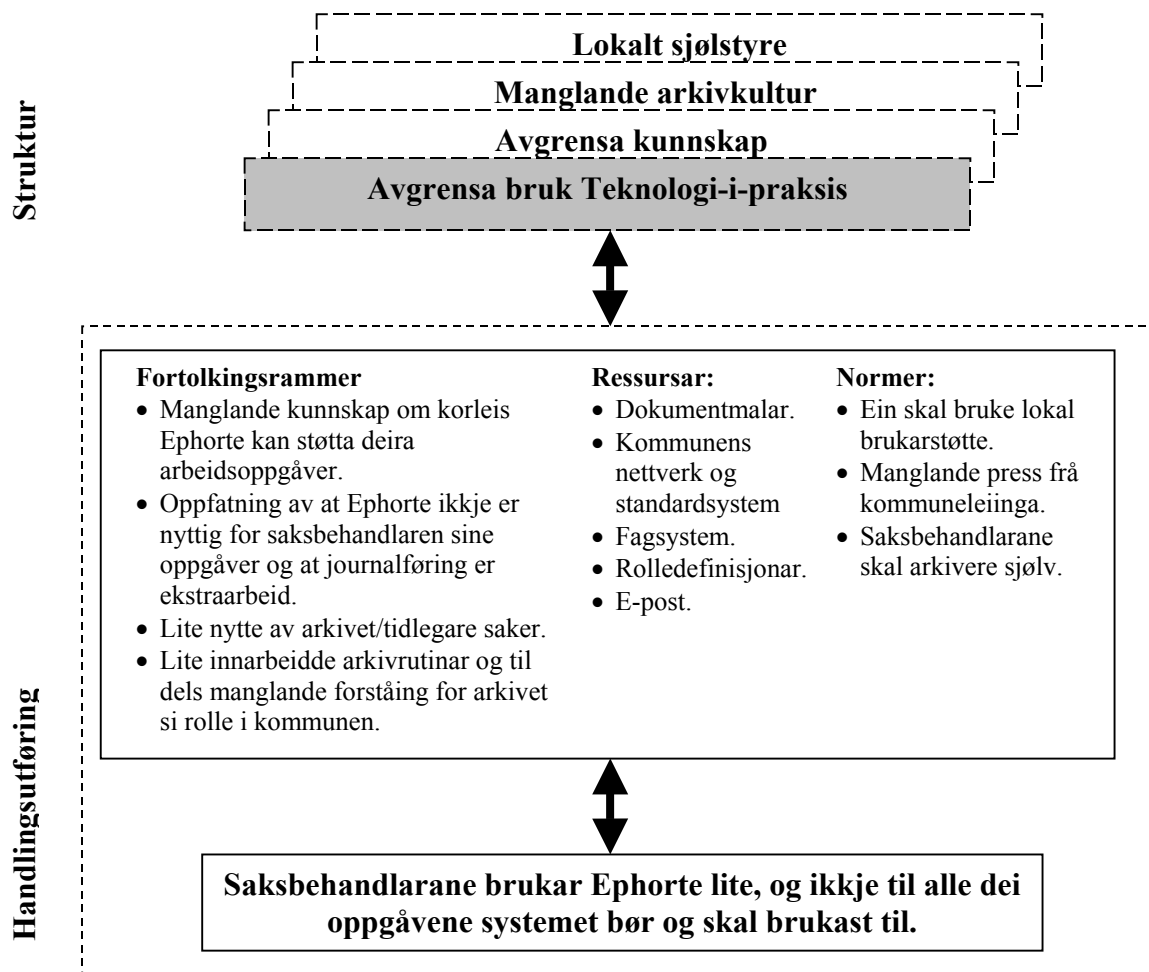 Struktur
Lokalt sjølstyre
Manglande arkivkultur
Avgrensa kunnskap
Avgrensa bruk Teknologi-i-praksis
Handlingsutføring
Fortolkingsrammer
• Manglande kunnskap om korleis
Ephorte kan støtta deira
arbeidsoppgåver.
• Oppfatning av at Ephorte ikkje er
nyttig for saksbehandlaren sine
oppgåver og at journalføring er
ekstraarbeid.
• Lite nytte av arkivet/tidlegare saker.
• Lite innarbeidde arkivrutinar og til
dels manglande forståing for arkivet
si rolle i kommunen.
Ressursar:
• Dokumentmalar.
• Kommunens
nettverk og
standardsystem
• Fagsystem.
• Rolledefinisjonar.
• E-post.
Normer:
• Ein skal bruke lokal
brukarstøtte.
• Manglande press frå
kommuneleiinga.
• Saksbehandlarane
skal arkivere sjølv.
Saksbehandlarane brukar Ephorte lite, og ikkje til alle dei
oppgåvene systemet bør og skal brukast til.